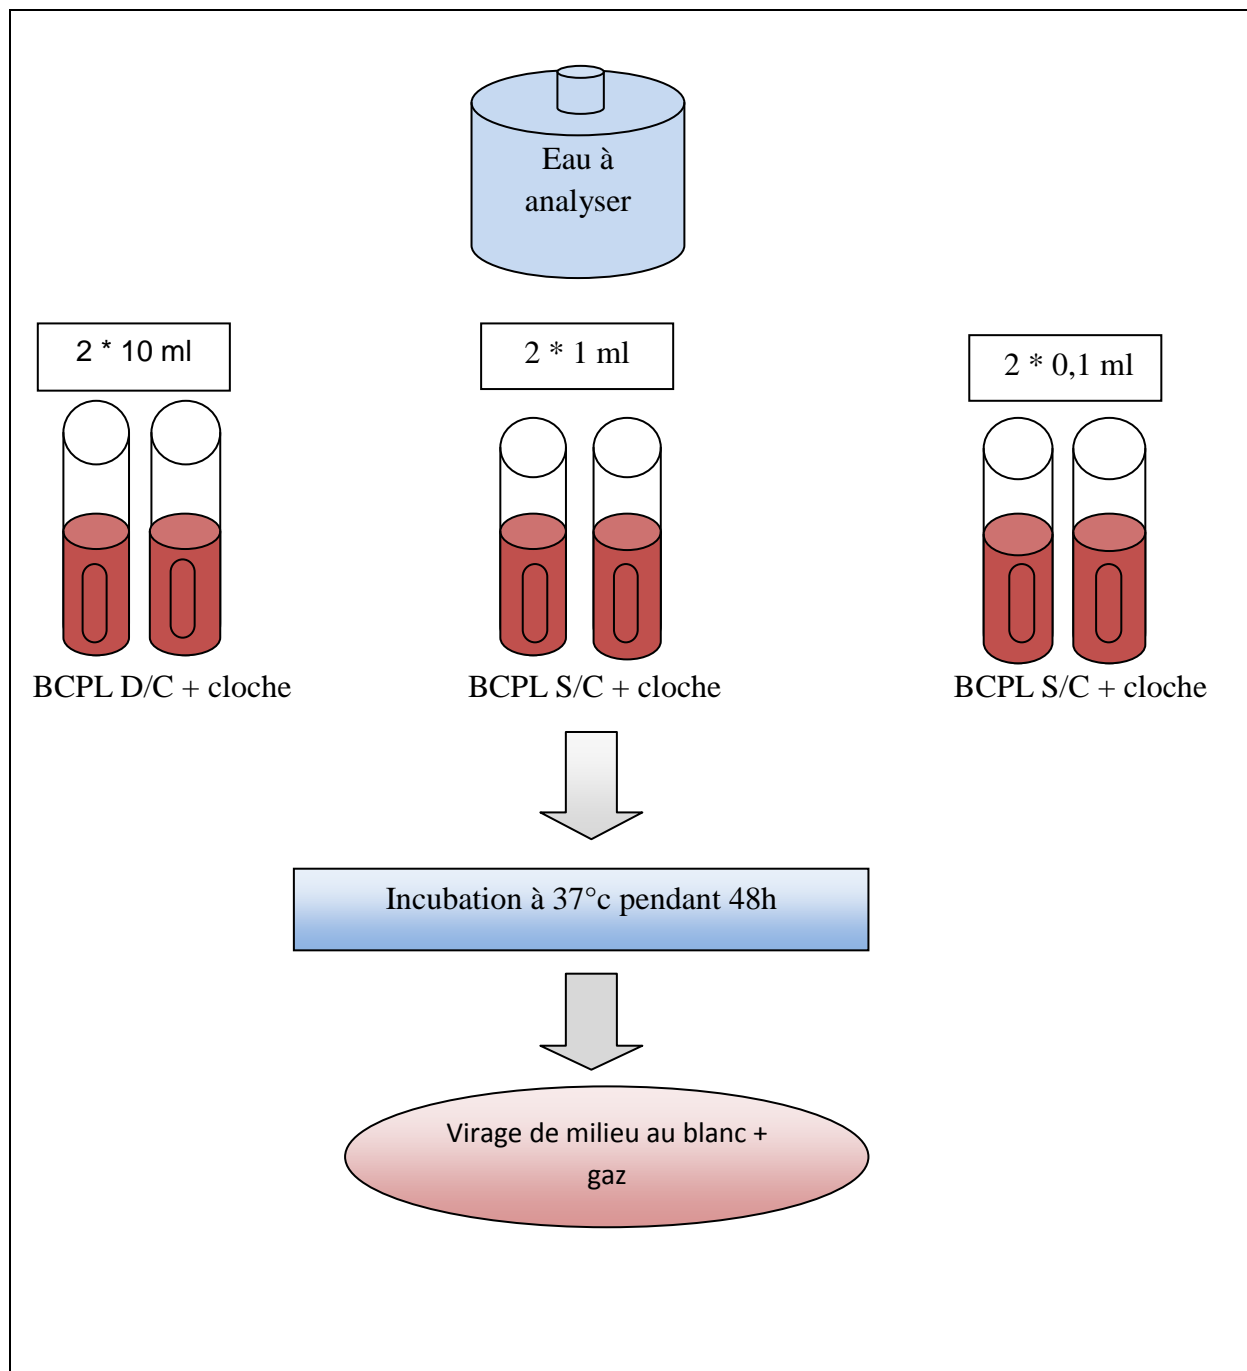 Eau à
analyser
2 * 10 ml
2 * 1 ml
2 * 0,1 ml
BCPL D/C + cloche
BCPL S/C + cloche
BCPL S/C + cloche
Incubation à 37°c pendant 48h
Virage de milieu au blanc +
gaz